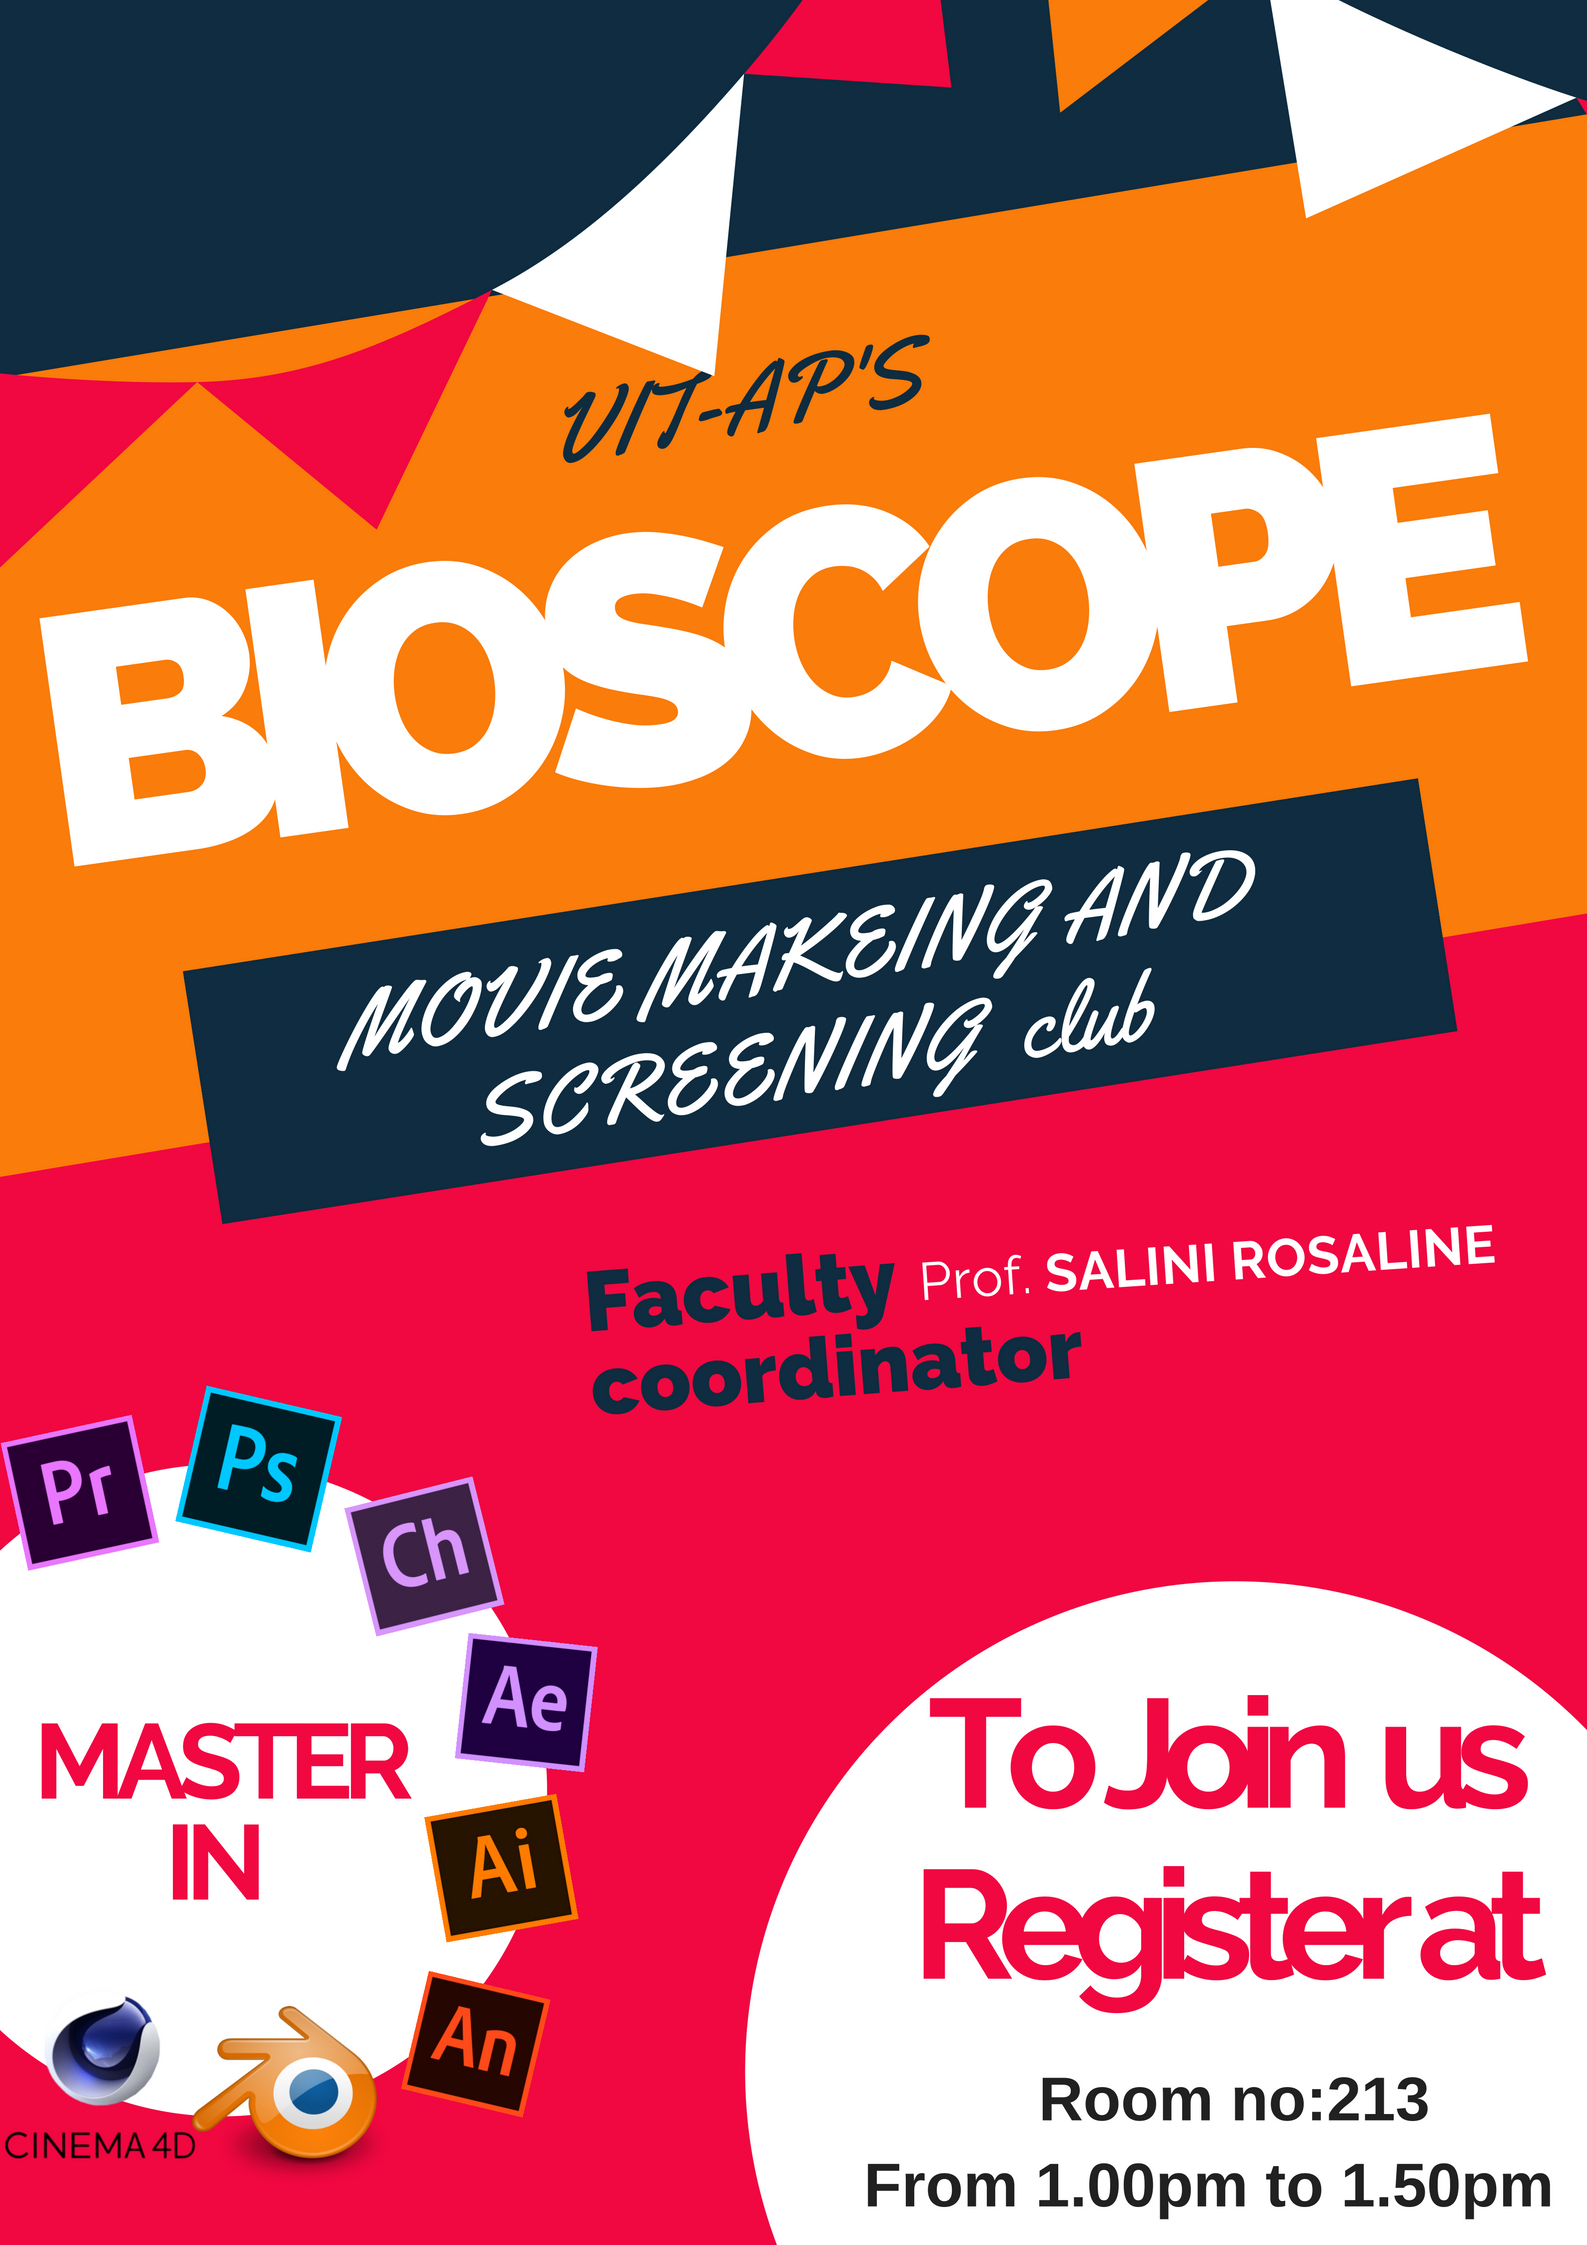 VIT-AP'S
BIOSCOPE
MOVIE MAKEING AND
SCREENING club
Faculty
coordinator
Prof. SALINI ROSALINE
Pr
Ps
Ch
Ae
Ai
An
MASTER
IN
CINEMA 4D
To Join us
Register at
Room no:213
From 1.00pm to 1.50pm